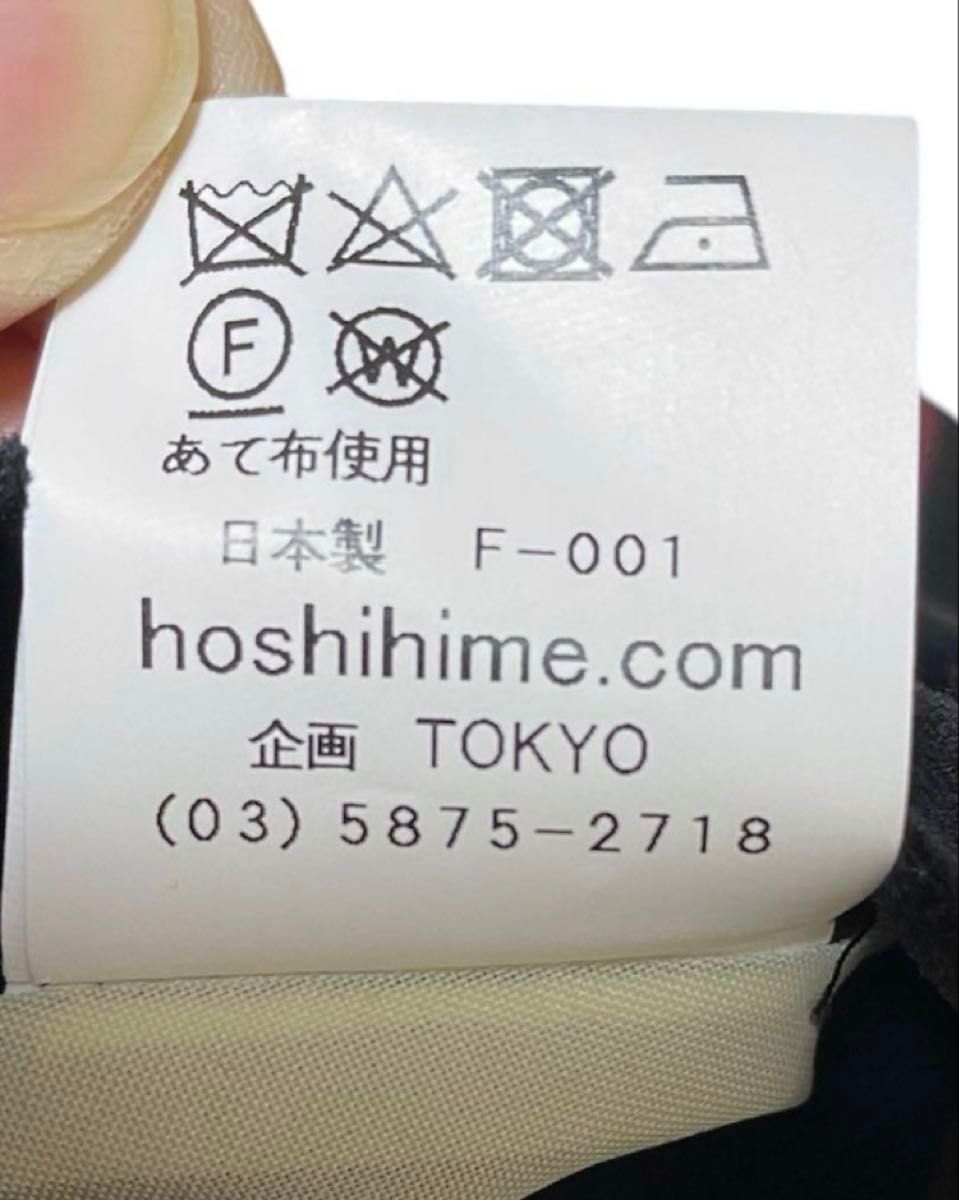 F W
あて布使用
日本製 F-001
hoshihime.com
企画 TOKYO
(03) 5875-2718